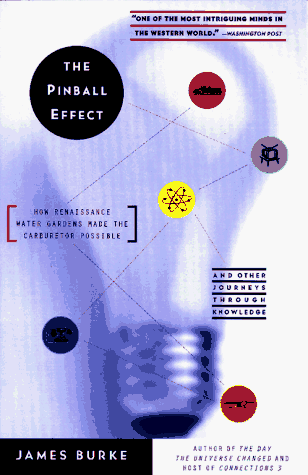 "ONE OF THE MOST INTRIGUING MINDS IN
THE WESTERN WORLD." —WASHINGTON POST
THE
PINBALL
EFFECT
HOW RENAISSANCE
WATER GARDENS MADE THE
CARBURETOR POSSIBLE
AND OTHER
JOURNEYS
THROUGH
KNOWLEDGE
JAMES BURKE
AUTHOR OF THE DAY
THE UNIVERSE CHANGED AND
HOST OF CONNECTIONS 3